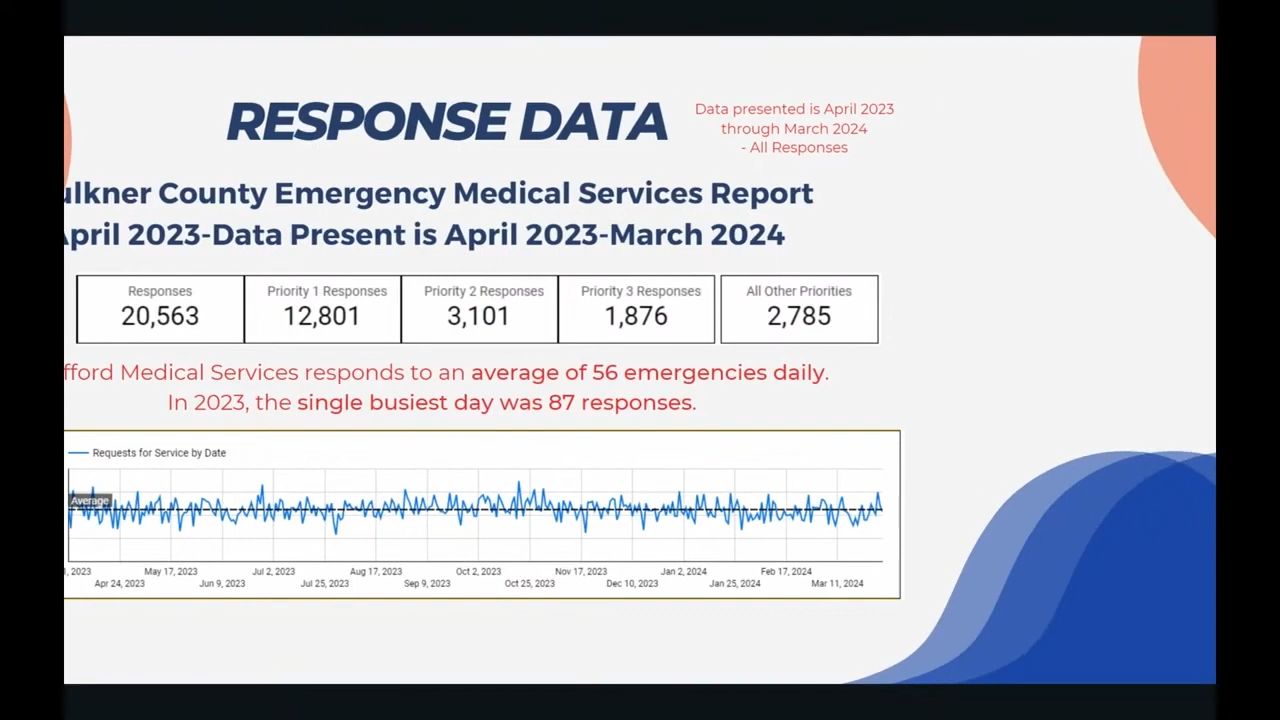 RESPONSE DATA
Data presented is April 2023
through March 2024
- All Responses
ulkner County Emergency Medical Services Report
April 2023-Data Present is April 2023-March 2024
Responses
20,563
Priority 1 Responses
12,801
Priority 2 Responses
3,101
Priority 3 Responses
1,876
All Other Priorities
2,785
fford Medical Services responds to an average of 56 emergencies daily.
In 2023, the single busiest day was 87 responses.
Requests for Service by Date
Average
1, 2023
Apr 24, 2023
May 17, 2023
Jun 9, 2023
Jul 2, 2023
Jul 25, 2023
Aug 17, 2023
Sep 9, 2023
Oct 2, 2023
Oct 25, 2023
Nov 17, 2023
Dec 10, 2023
Jan 2, 2024
Jan 25, 2024
Feb 17, 2024
Mar 11, 2024